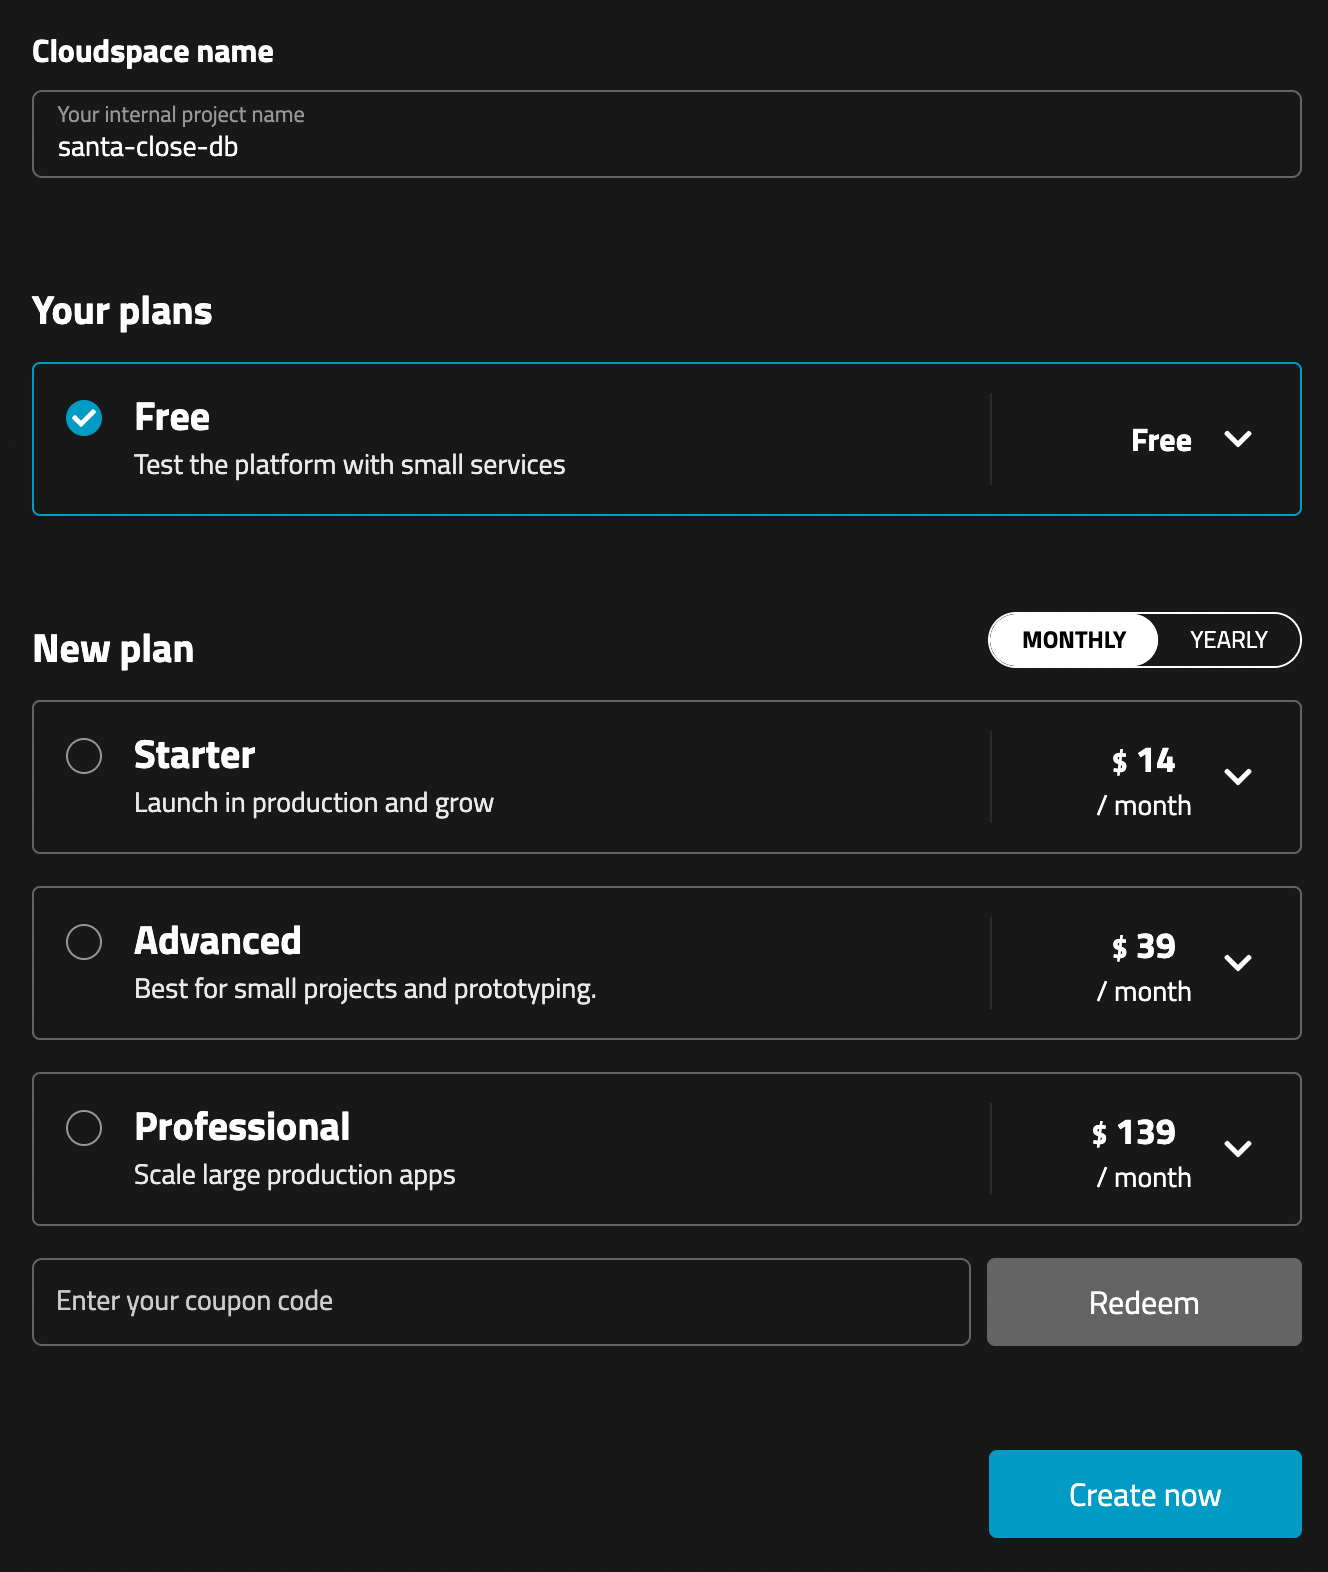 Cloudspace name
Your internal project name
santa-close-db
Your plans
Free
Test the platform with small services
Free
New plan
MONTHLY
YEARLY
Starter
Launch in production and grow
$ 14
/ month
Advanced
Best for small projects and prototyping.
$ 39
/ month
Professional
Scale large production apps
$ 139
/ month
Enter your coupon code
Redeem
Create now